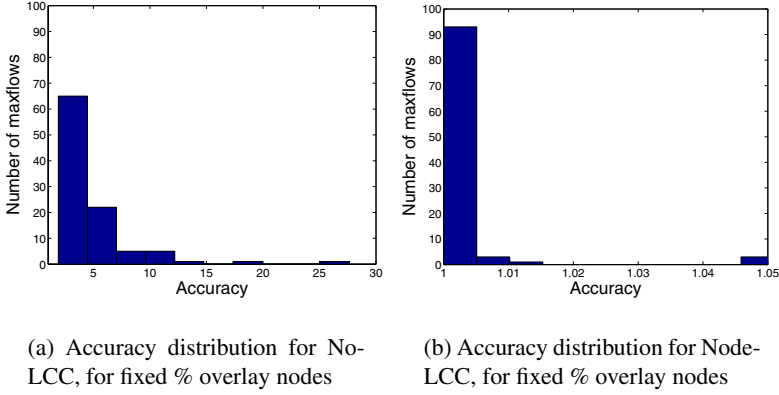 100
90
80
70
60
50
40
30
20
10
0
Number of maxflows
5 10 15 20 25 30
Accuracy
100
90
80
70
60
50
40
30
20
10
0
Number of maxflows
1 1.01 1.02 1.03 1.04 1.05
Accuracy
(a) Accuracy distribution for No-
LCC, for fixed % overlay nodes
(b) Accuracy distribution for Node-
LCC, for fixed % overlay nodes